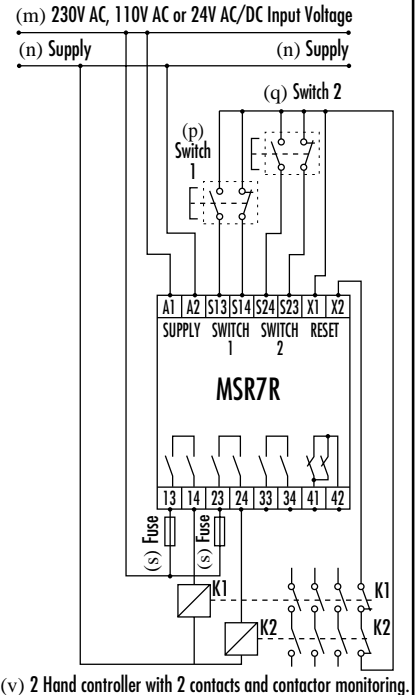 (m) 230V AC, 110V AC or 24V AC/DC Input Voltage
(n) Supply (n) Supply
(q) Switch 2
(p)
Switch
1
A1 A2 S13 S14 S24 S23 X1 X2
SUPPLY SWITCH SWITCH RESET
1 2
MSR7R
13 14 23 24 33 34 41 42
(s) Fuse (s) Fuse
K1 K1
K2 K2
(v) 2 Hand controller with 2 contacts and contactor monitoring.